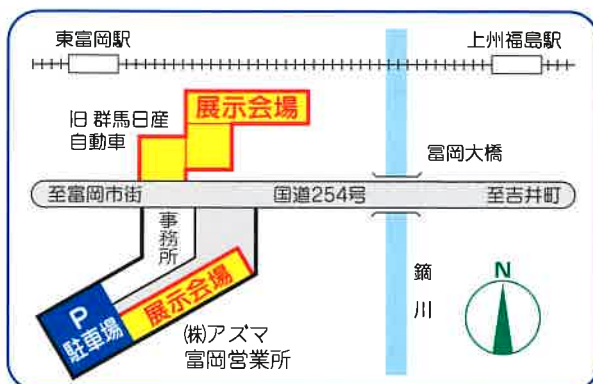 東富岡駅
上州福島駅
展示会場
旧 群馬日産
自動車
富岡大橋
至富岡市街
国道254号
至吉井町
事務所
展示会場
P
駐車場
鏑川
N
㈱アズマ
富岡営業所